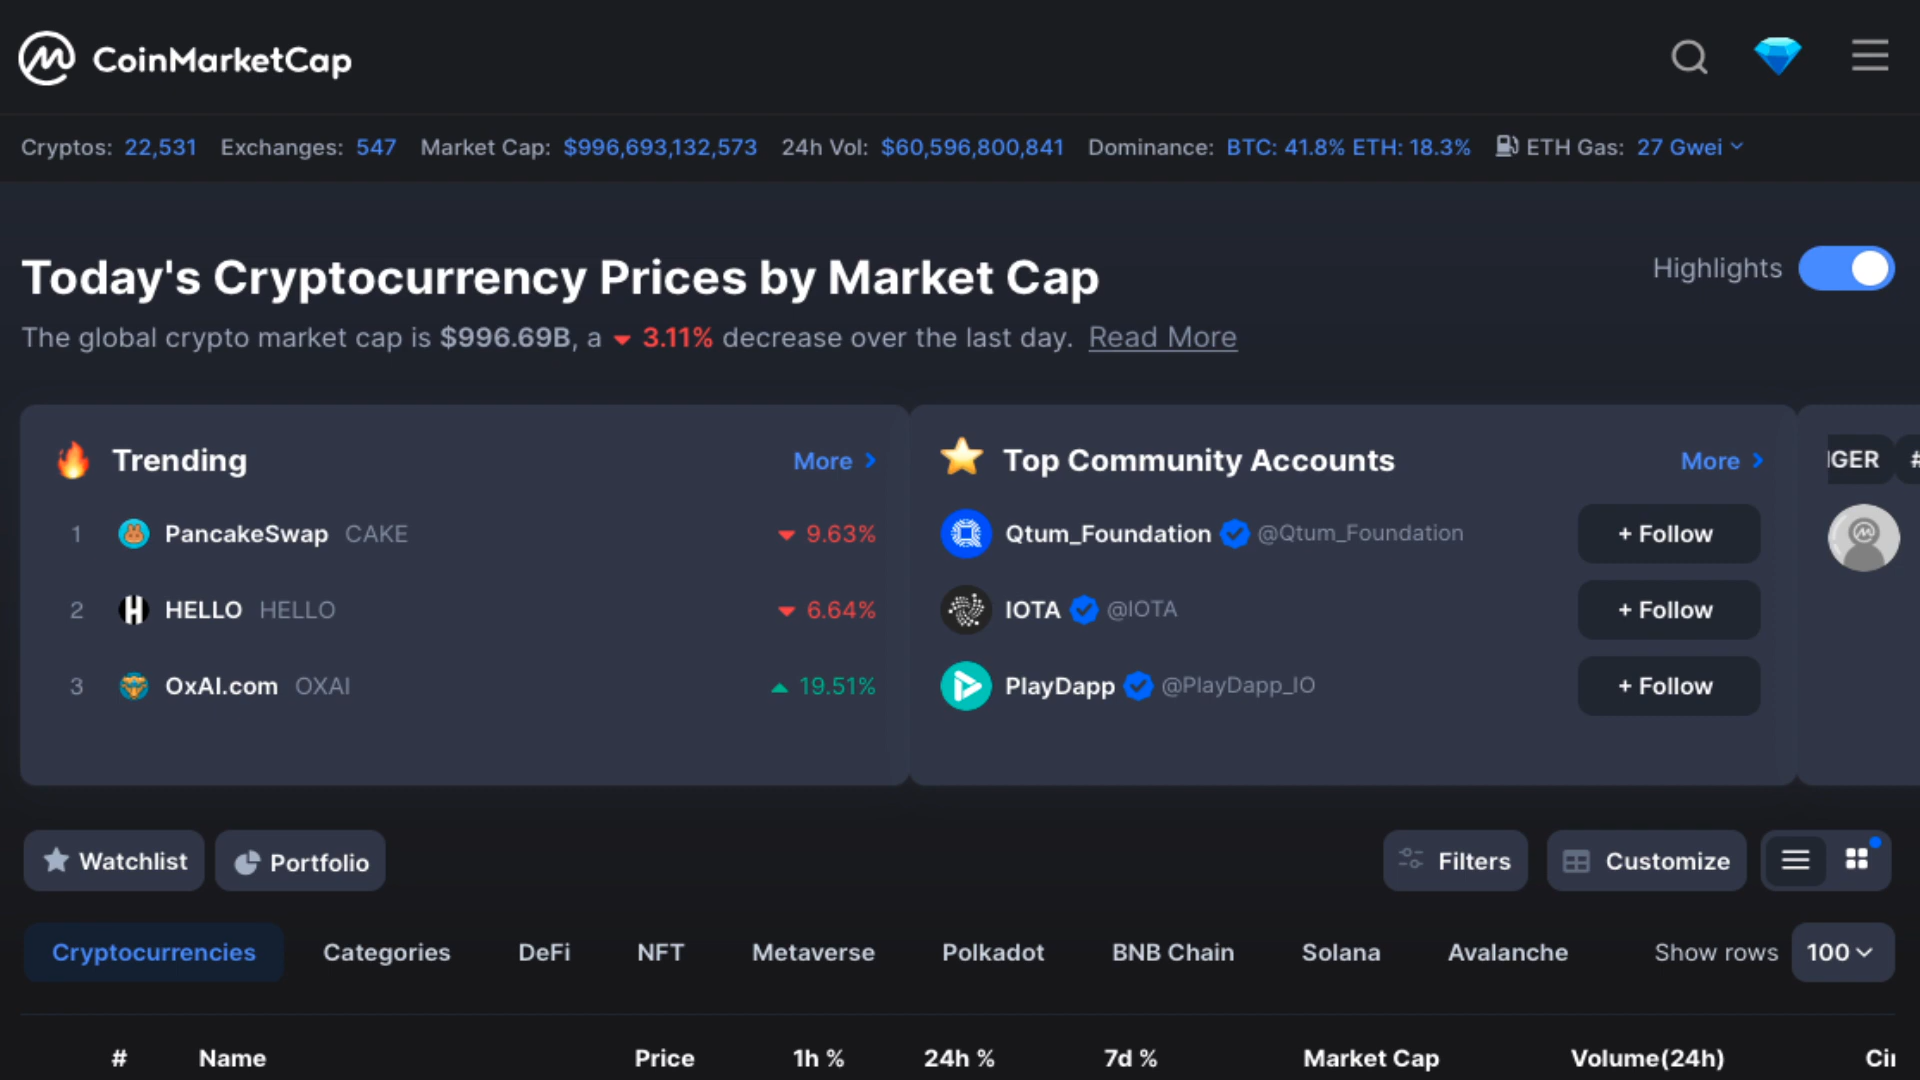 CoinMarketCap
Cryptos: 22,531 Exchanges: 547 Market Cap: $996,693,132,573 24h Vol: $60,596,800,841 Dominance: BTC: 41.8% ETH: 18.3% ETH Gas: 27 Gwei
Today's Cryptocurrency Prices by Market Cap
Highlights
The global crypto market cap is $996.69B, a 3.11% decrease over the last day. Read More
Trending More
1 PancakeSwap CAKE 9.63%
2 HELLO HELLO 6.64%
3 OxAI.com OXAI 19.51%
Top Community Accounts More
Qtum_Foundation @Qtum_Foundation + Follow
IOTA @IOTA + Follow
PlayDapp @PlayDapp_IO + Follow
#
Watchlist Portfolio Filters Customize
Cryptocurrencies Categories DeFi NFT Metaverse Polkadot BNB Chain Solana Avalanche Show rows 100
# Name Price 1h % 24h % 7d % Market Cap Volume(24h)